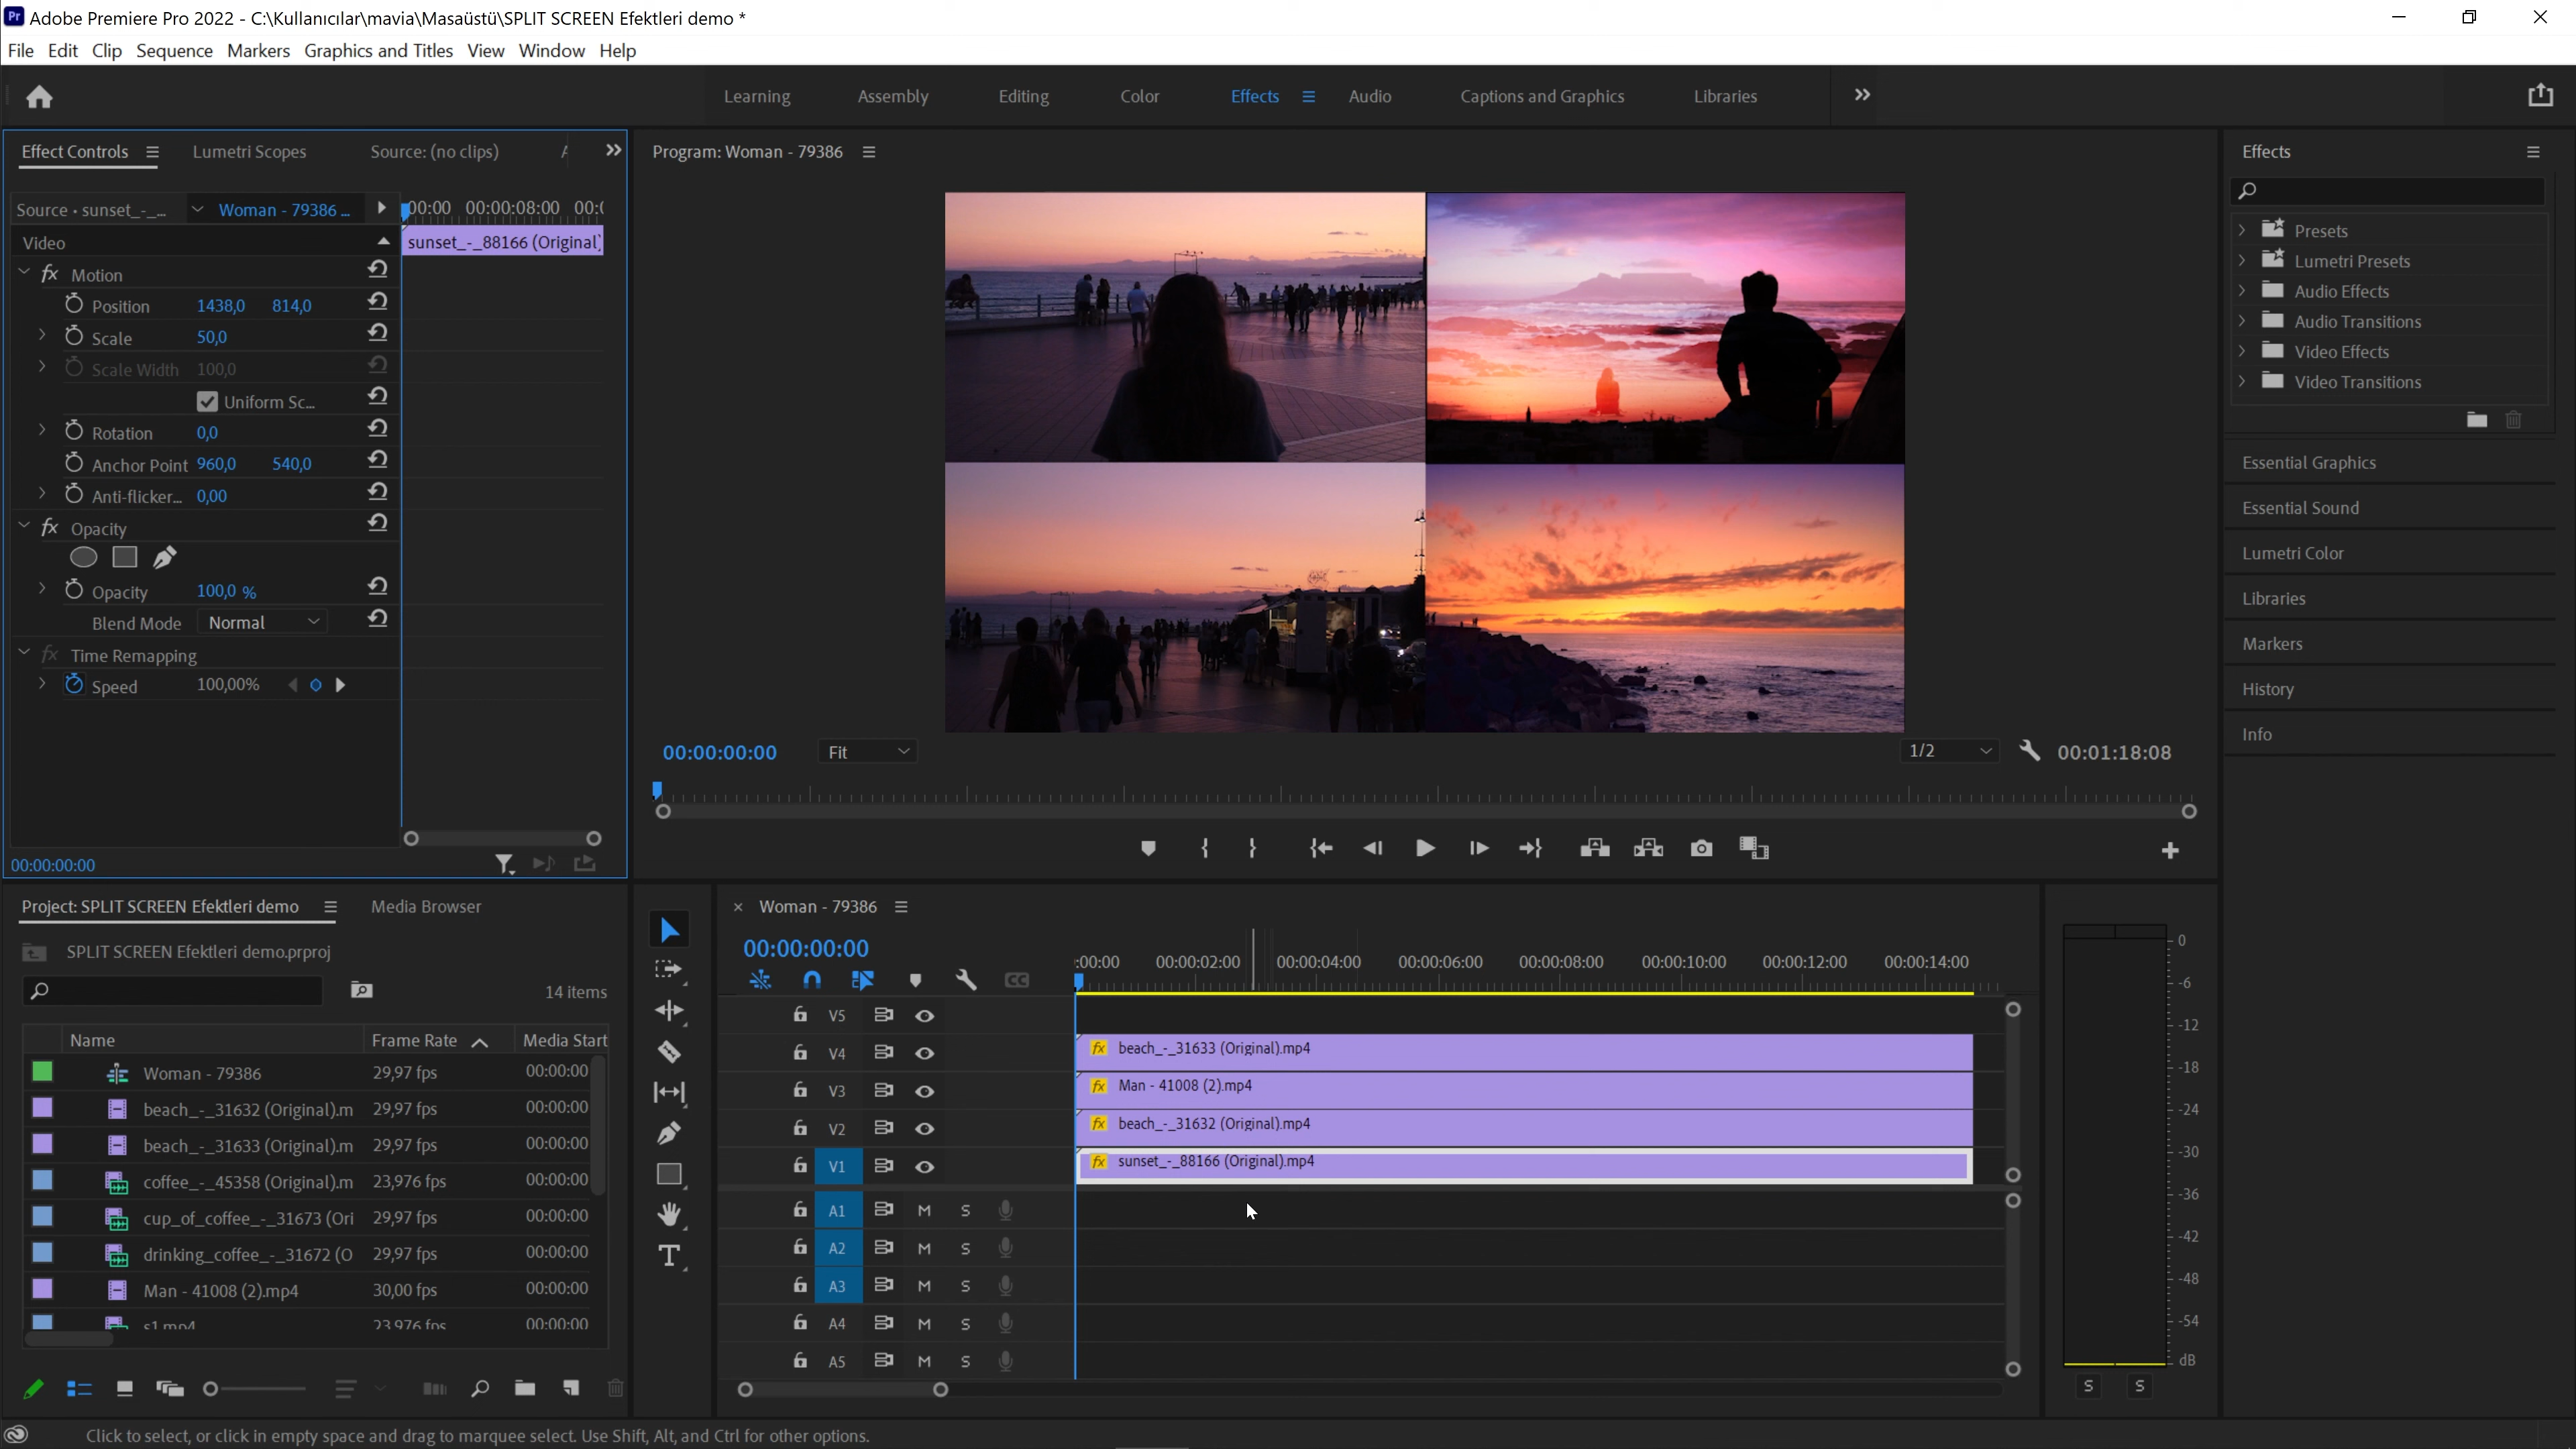 Adobe Premiere Pro 2022 - C:\Kullanıcılar\mavia\Masaüstü\SPLIT SCREEN Efektleri demo *
File Edit Clip Sequence Markers Graphics and Titles View Window Help
Learning Assembly Editing Color Effects Audio Captions and Graphics Libraries
Effect Controls Lumetri Scopes Source: (no clips)
Source • sunset_-_... Woman - 79386 ...
00:00 00:00:08:00 00:(
Video
sunset_-_88166 (Original)
fx Motion
Position 1438,0 814,0
Scale 50,0
Scale Width 100,0
Uniform Sc...
Rotation 0,0
Anchor Point 960,0 540,0
Anti-flicker... 0,00
fx Opacity
Opacity 100,0 %
Blend Mode Normal
fx Time Remapping
Speed 100,00%
00:00:00:00
Program: Woman - 79386
00:00:00:00 Fit 1/2 00:01:18:08
Effects
Presets
Lumetri Presets
Audio Effects
Audio Transitions
Video Effects
Video Transitions
Essential Graphics
Essential Sound
Lumetri Color
Libraries
Markers
History
Info
Project: SPLIT SCREEN Efektleri demo Media Browser
SPLIT SCREEN Efektleri demo.prproj
14 items
Name Frame Rate Media Start
Woman - 79386 29,97 fps 00:00:00
beach_-_31632 (Original).m 29,97 fps 00:00:00
beach_-_31633 (Original).m 29,97 fps 00:00:00
coffee_-_45358 (Original).m 23,976 fps 00:00:00
cup_of_coffee_-_31673 (Ori 29,97 fps 00:00:00
drinking_coffee_-_31672 (O 29,97 fps 00:00:00
Man - 41008 (2).mp4 30,00 fps 00:00:00
s1.mp4 23,976 fps 00:00:00
Woman - 79386
00:00:00:00
:00:00 00:00:02:00 00:00:04:00 00:00:06:00 00:00:08:00 00:00:10:00 00:00:12:00 00:00:14:00
V5
V4 fx beach_-_31633 (Original).mp4
V3 fx Man - 41008 (2).mp4
V2 fx beach_-_31632 (Original).mp4
V1 fx sunset_-_88166 (Original).mp4
A1 M S
A2 M S
A3 M S
A4 M S
A5 M S
0
-6
-12
-18
-24
-30
-36
-42
-48
-54
dB
S S
Click to select, or click in empty space and drag to marquee select. Use Shift, Alt, and Ctrl for other options.